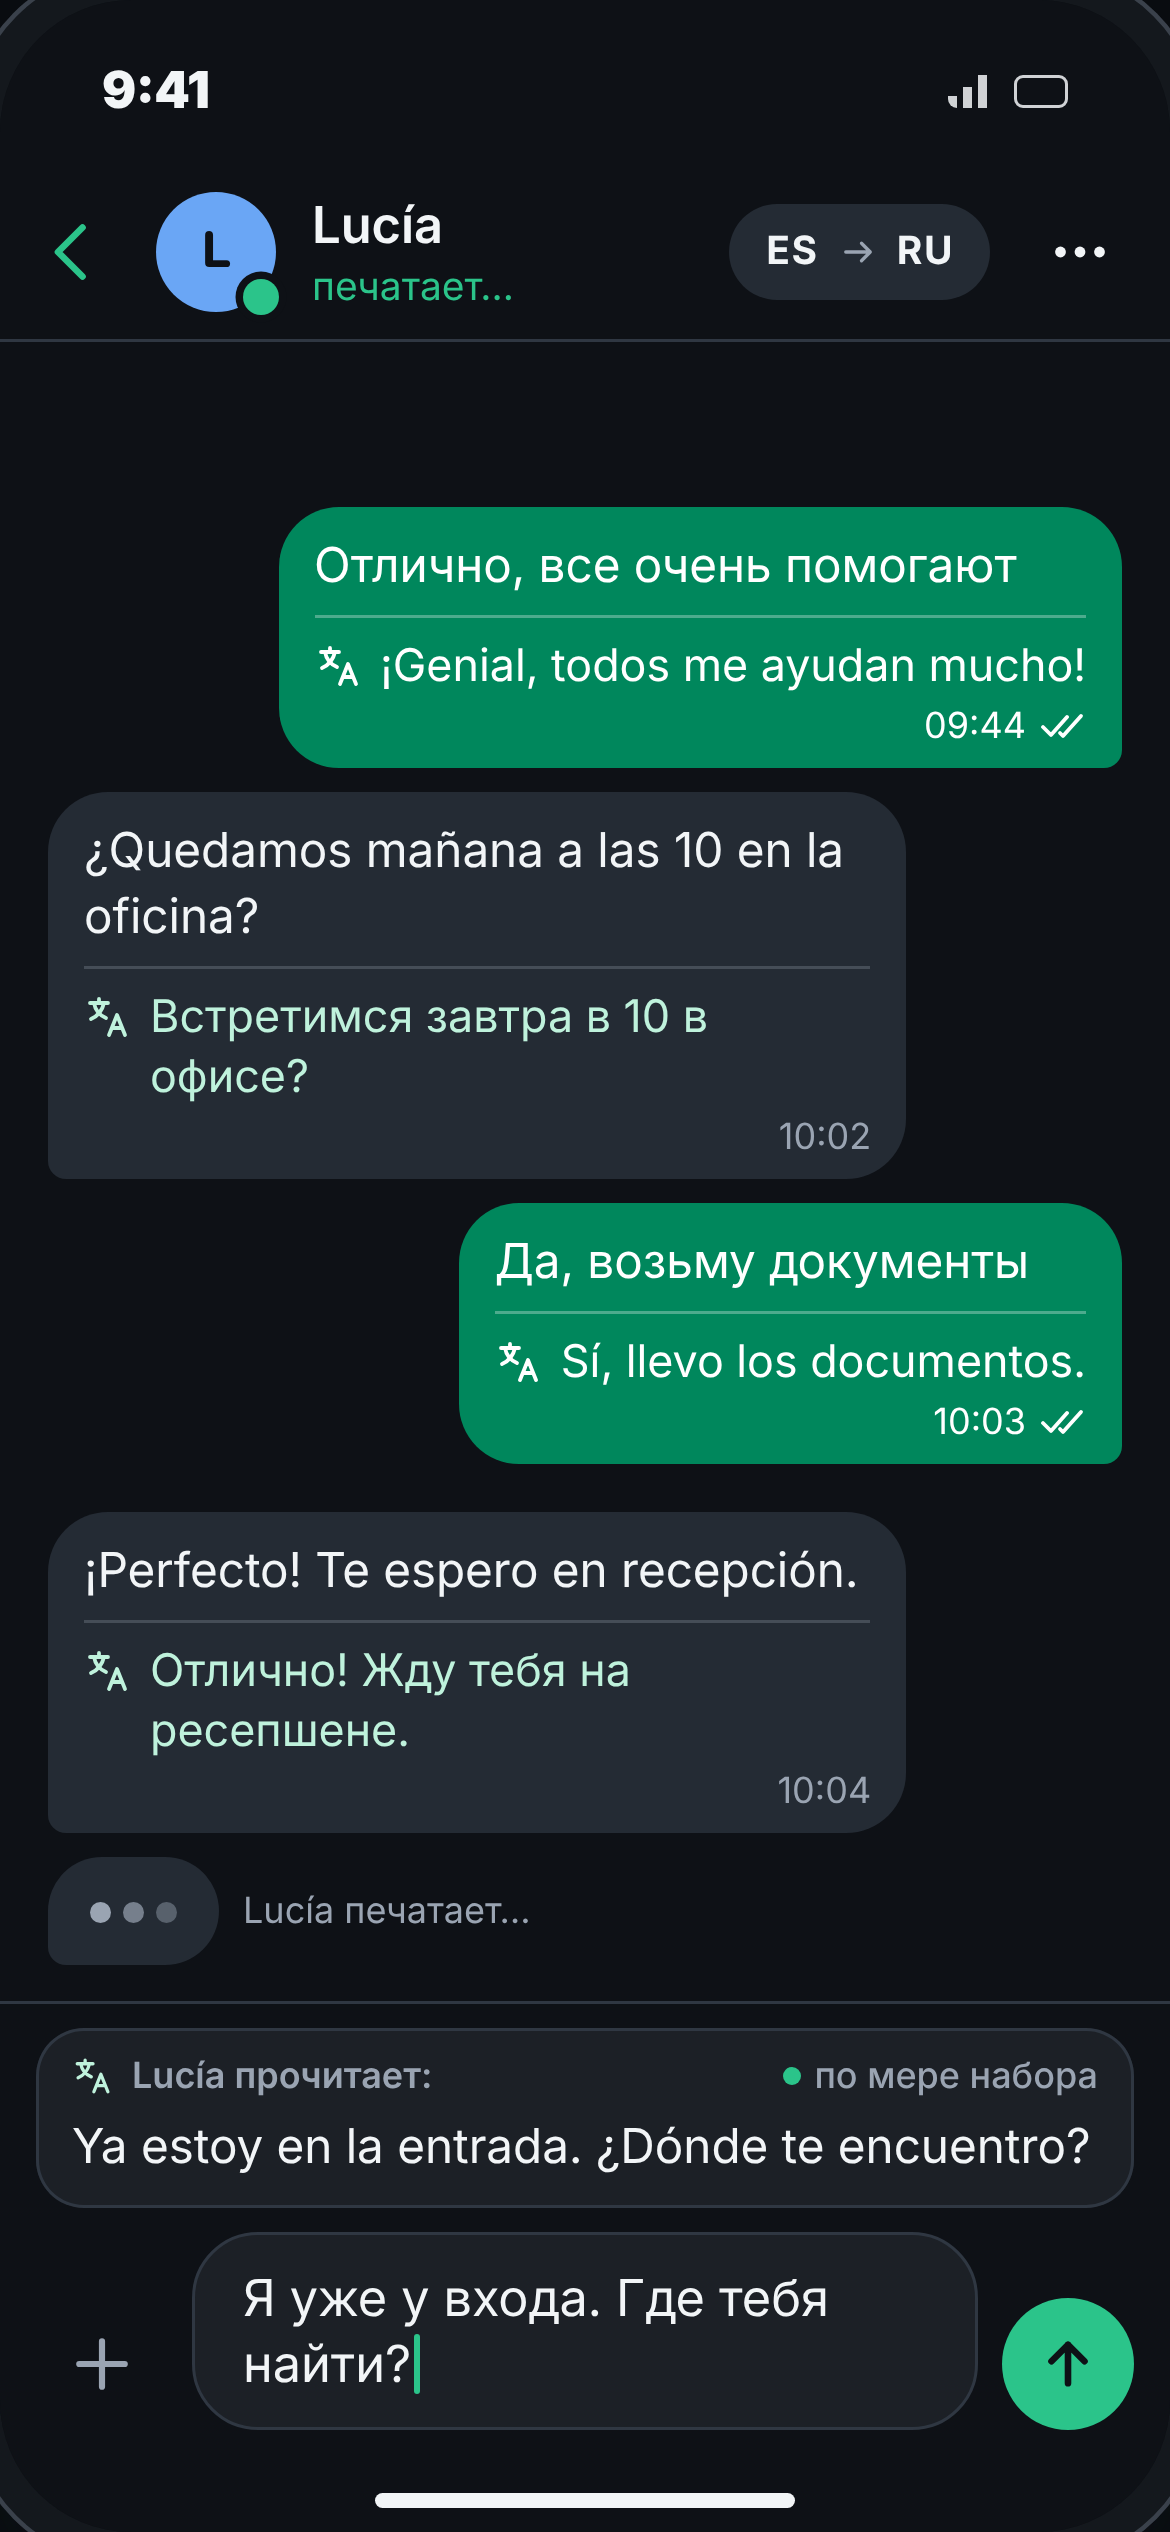 9:41
L
Lucía
печатает...
ES → RU
Отлично, все очень помогают
¡Genial, todos me ayudan mucho!
09:44
¿Quedamos mañana a las 10 en la
oficina?
Встретимся завтра в 10 в
офисе?
10:02
Да, возьму документы
Sí, llevo los documentos.
10:03
¡Perfecto! Te espero en recepción.
Отлично! Жду тебя на
ресепшене.
10:04
Lucía печатает...
Lucía прочитает:
по мере набора
Ya estoy en la entrada. ¿Dónde te encuentro?
Я уже у входа. Где тебя
найти?